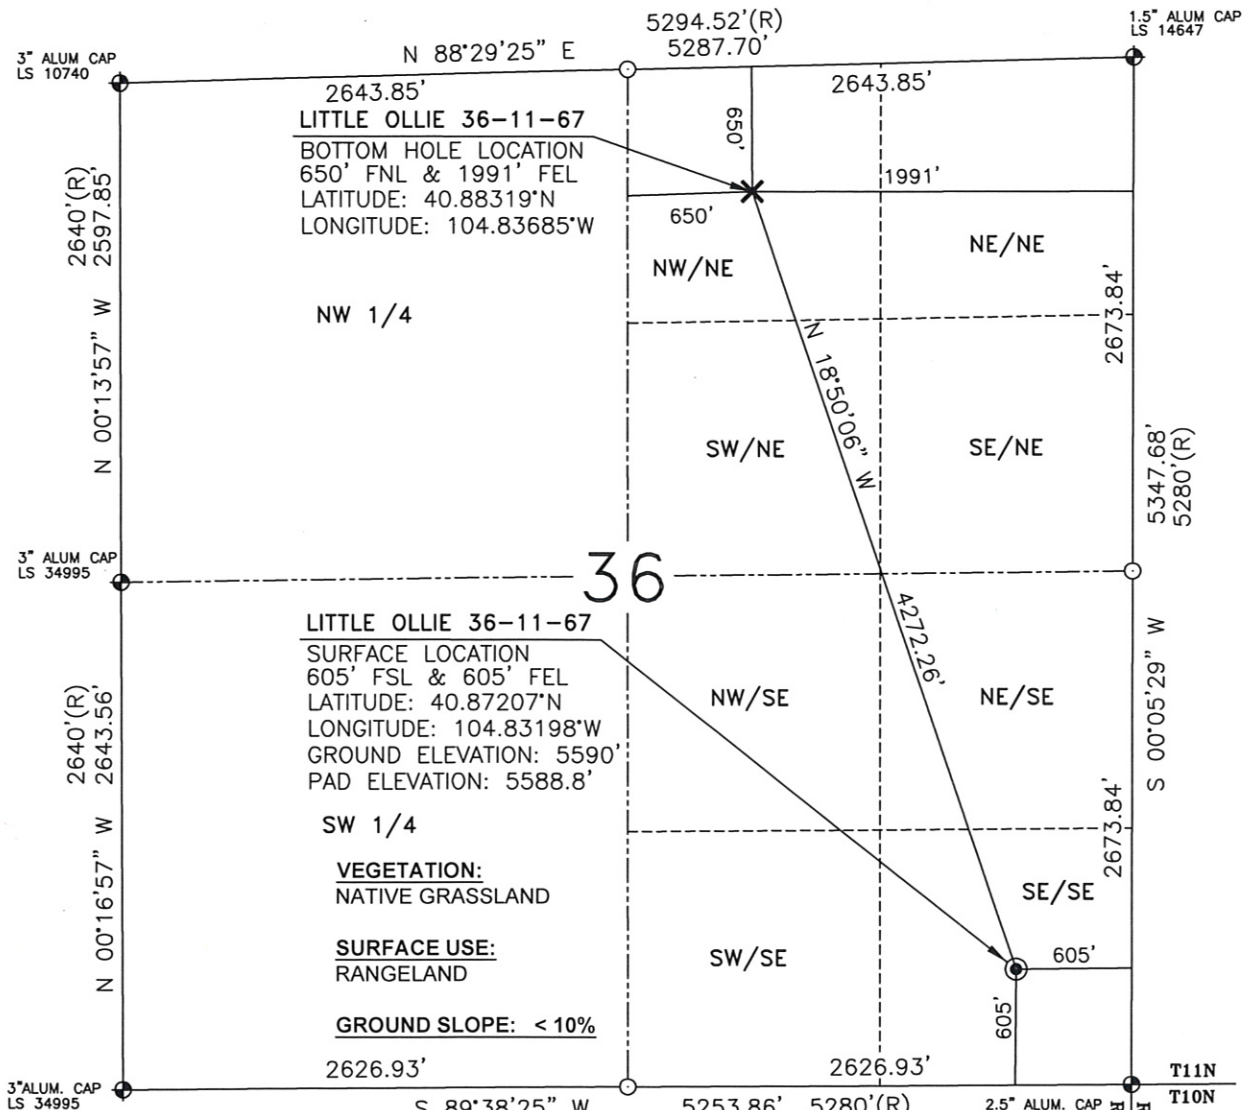 5294.52'(R)
5287.70'
N 88°29'25" E
1.5" ALUM CAP
LS 14647
3" ALUM CAP
LS 10740
2643.85'
2643.85'
LITTLE OLLIE 36-11-67
BOTTOM HOLE LOCATION
650' FNL & 1991' FEL
LATITUDE: 40.88319°N
LONGITUDE: 104.83685°W
650'
1991'
650'
NW/NE
NE/NE
2640'(R)
2597.85'
N 00°13'57" W
NW 1/4
2673.84'
N 18°50'06" W
SW/NE
SE/NE
5347.68'
5280'(R)
3" ALUM CAP
LS 34995
36
4272.26'
LITTLE OLLIE 36-11-67
SURFACE LOCATION
605' FSL & 605' FEL
LATITUDE: 40.87207°N
LONGITUDE: 104.83198°W
GROUND ELEVATION: 5590'
PAD ELEVATION: 5588.8'
NW/SE
NE/SE
S 00°05'29" W
2640'(R)
2643.56'
N 00°16'57" W
SW 1/4
2673.84'
VEGETATION:
NATIVE GRASSLAND
SE/SE
SURFACE USE:
RANGELAND
SW/SE
605'
605'
GROUND SLOPE: < 10%
2626.93'
2626.93'
3"ALUM. CAP
LS 34995
T11N
T10N
S 89°38'25" W
5253.86'
5280'(R)
2.5" ALUM. CAP
R